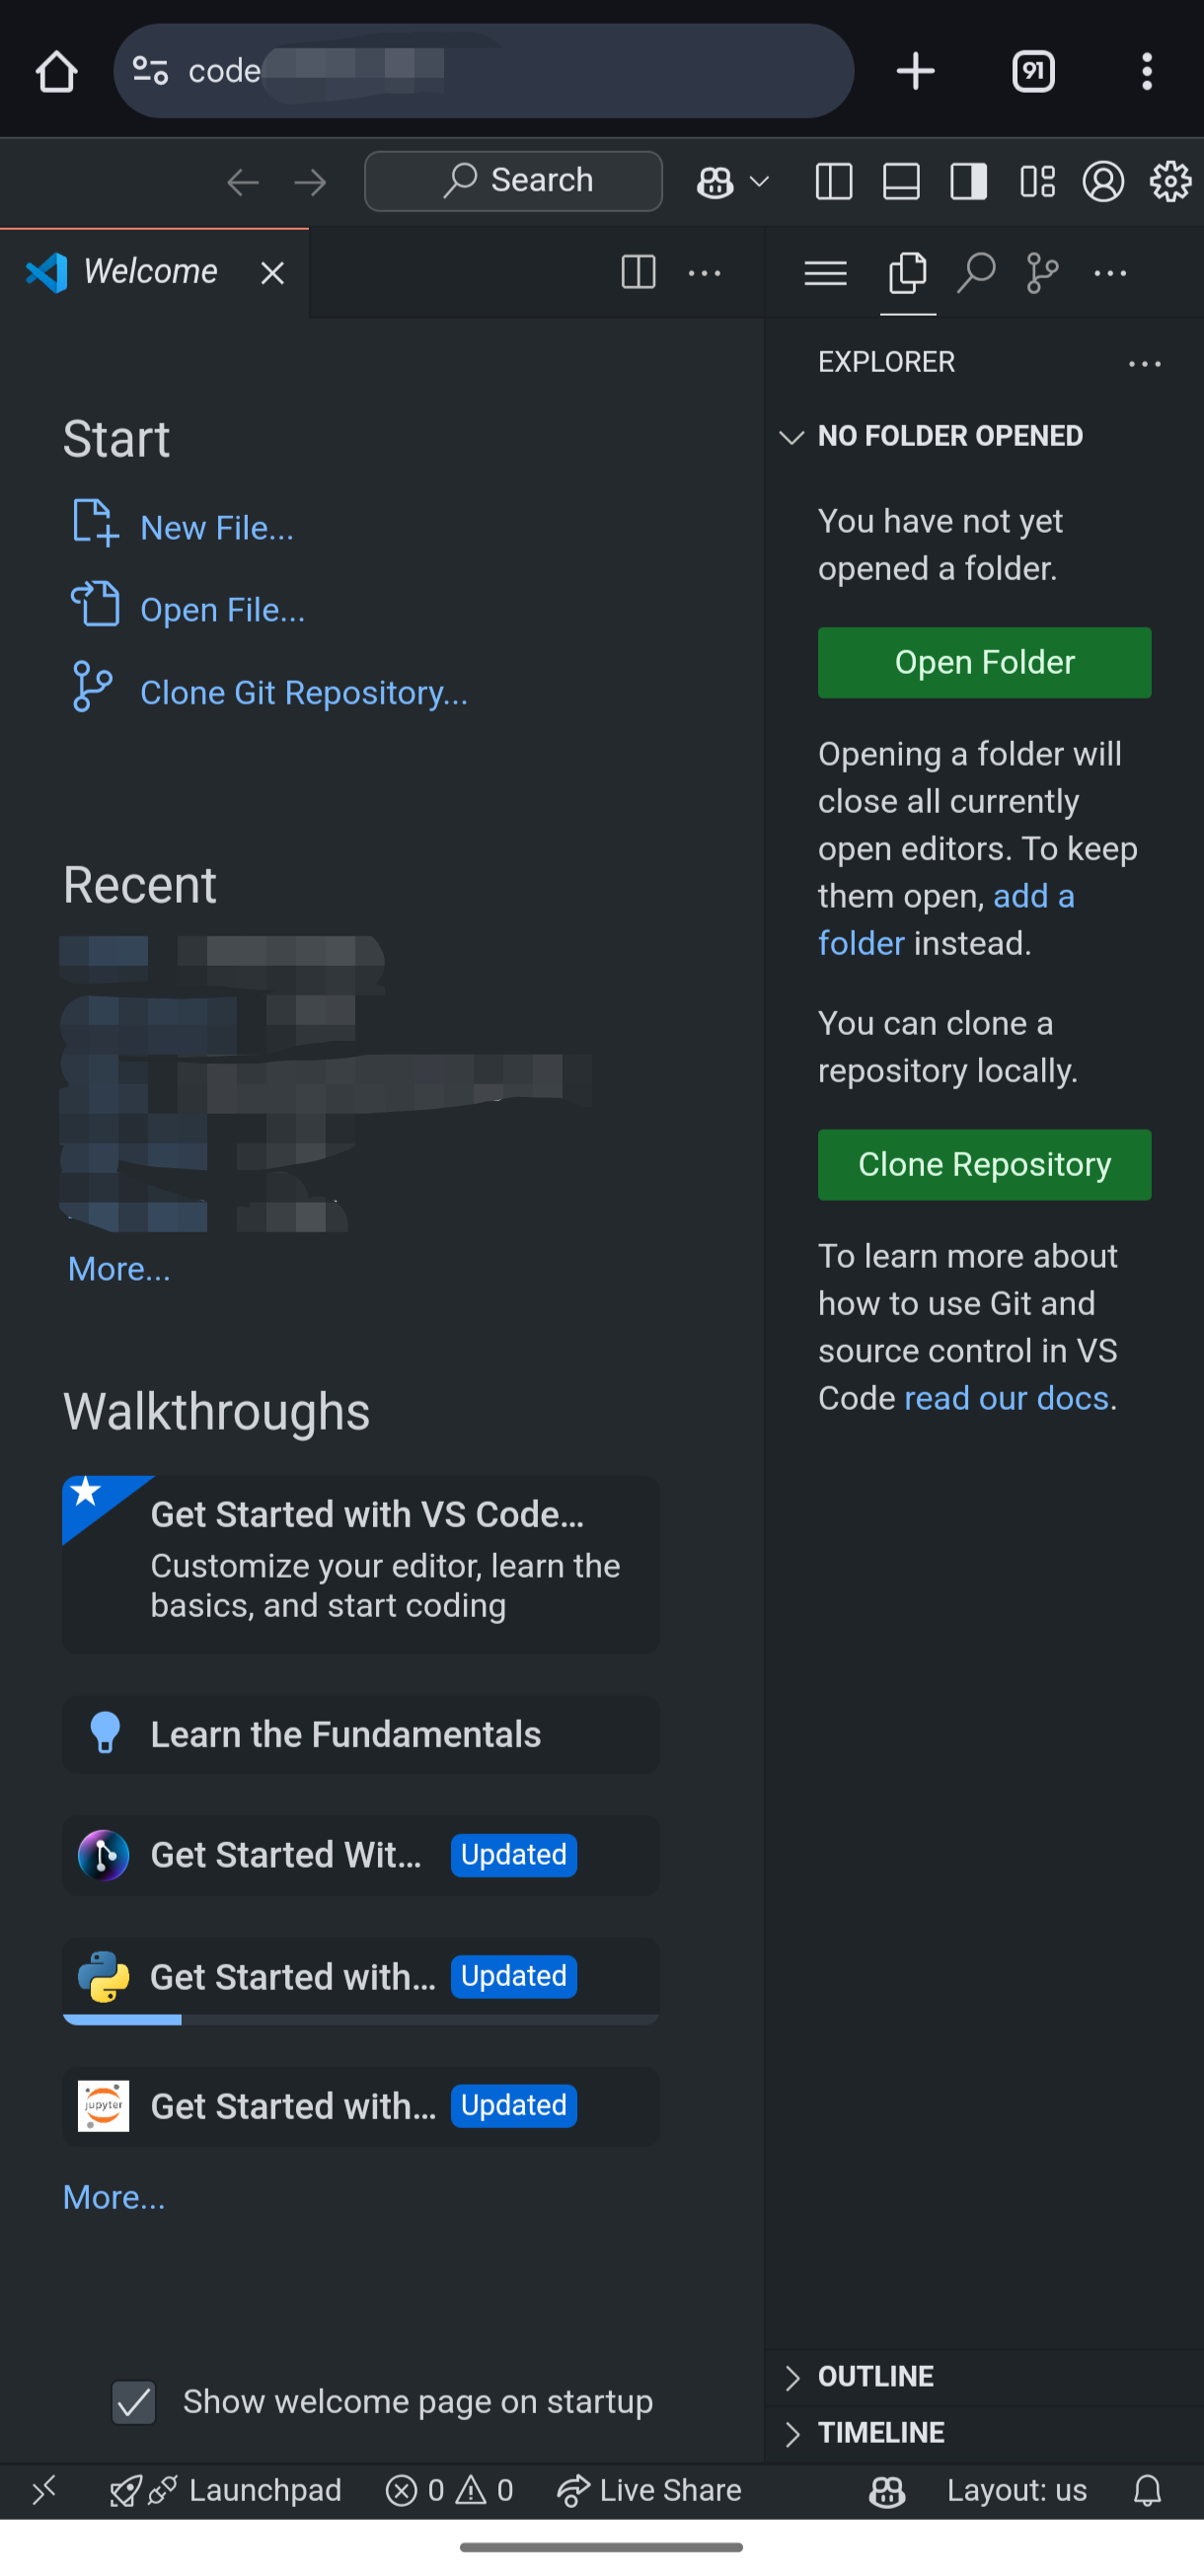 code
91
Search
Welcome
EXPLORER
NO FOLDER OPENED
You have not yet
opened a folder.
Open Folder
Opening a folder will
close all currently
open editors. To keep
them open, add a
folder instead.
You can clone a
repository locally.
Clone Repository
To learn more about
how to use Git and
source control in VS
Code read our docs.
Start
New File...
Open File...
Clone Git Repository...
Recent
More...
Walkthroughs
Get Started with VS Code...
Customize your editor, learn the
basics, and start coding
Learn the Fundamentals
Get Started Wit... Updated
Get Started with... Updated
jupyter
Get Started with... Updated
More...
Show welcome page on startup
OUTLINE
TIMELINE
Launchpad 0 0 Live Share Layout: us